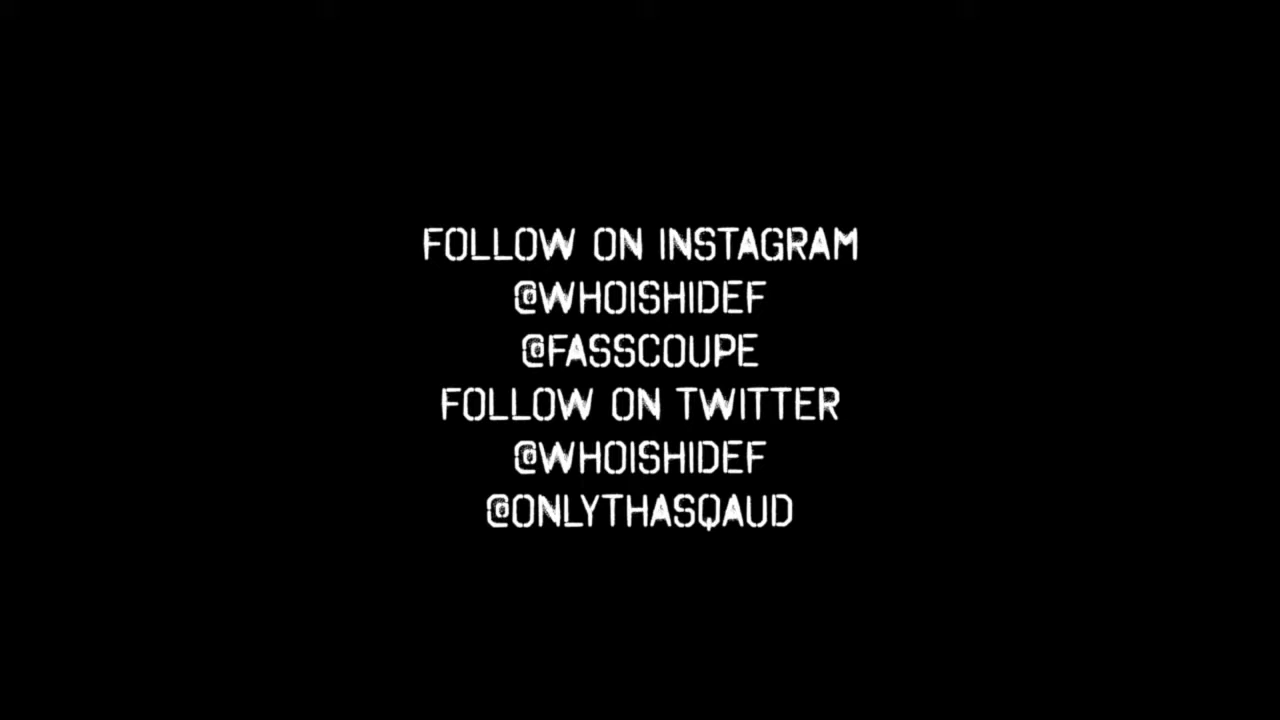 FOLLOW ON INSTAGRAM
@WHOISHIDEF
@FASSCOUPE
FOLLOW ON TWITTER
@WHOISHIDEF
@ONLYTHASQAUD